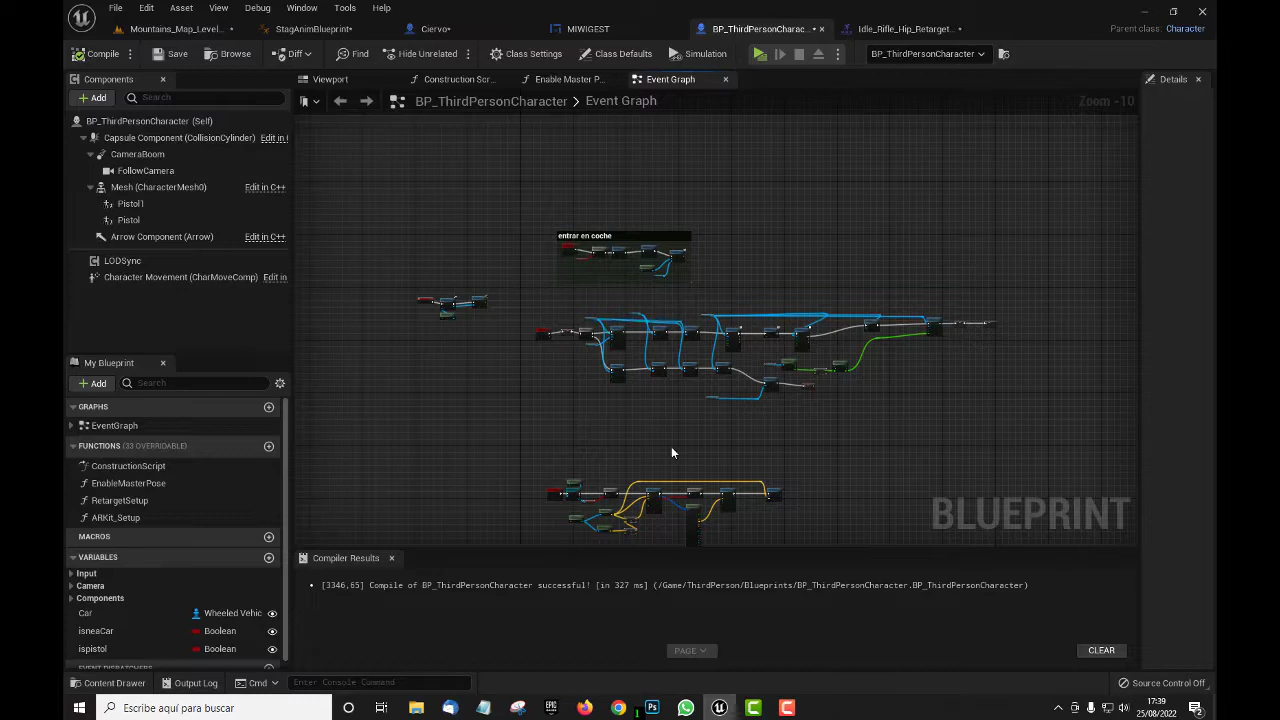 File Edit Asset View Debug Window Tools Help
Mountains_Map_Level... StagAnimBlueprint* Ciervo* MIWIGEST BP_ThirdPersonCharac...* Idle_Rifle_Hip_Retarget... Parent class: Character
Compile Save Browse Diff Find Hide Unrelated Class Settings Class Defaults Simulation BP_ThirdPersonCharacter
Components Viewport Construction Scr... Enable Master P... Event Graph Details
Add Search BP_ThirdPersonCharacter > Event Graph Zoom -10
BP_ThirdPersonCharacter (Self)
Capsule Component (CollisionCylinder) Edit in
CameraBoom
FollowCamera
Mesh (CharacterMesh0) Edit in C++
Pistol1
Pistol
Arrow Component (Arrow) Edit in C++
LODSync
Character Movement (CharMoveComp) Edit in
entrar en coche
My Blueprint
Add Search
GRAPHS
EventGraph
FUNCTIONS (33 OVERRIDABLE)
ConstructionScript
EnableMasterPose
RetargetSetup
ARKit_Setup
MACROS
VARIABLES
Input
Camera
Components
Car Wheeled Vehic
isneaCar Boolean
ispistol Boolean
EVENT DISPATCHERS
BLUEPRINT
Compiler Results
[3346,65] Compile of BP_ThirdPersonCharacter successful! [in 327 ms] (/Game/ThirdPerson/Blueprints/BP_ThirdPersonCharacter.BP_ThirdPersonCharacter)
PAGE CLEAR
Content Drawer Output Log Cmd Enter Console Command Source Control Off
Escribe aquí para buscar
17:39
25/08/2022